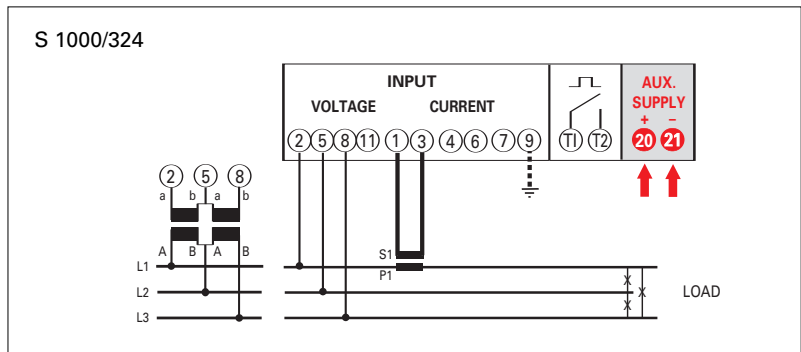 S 1000/324
INPUT
VOLTAGE CURRENT
2 5 8 11 1 3 4 6 7 9
T1 T2
AUX.
SUPPLY
+ –
20 21
2 5 8
a b a b
A B A B
S1
P1
L1
L2
L3
X
X
X
LOAD